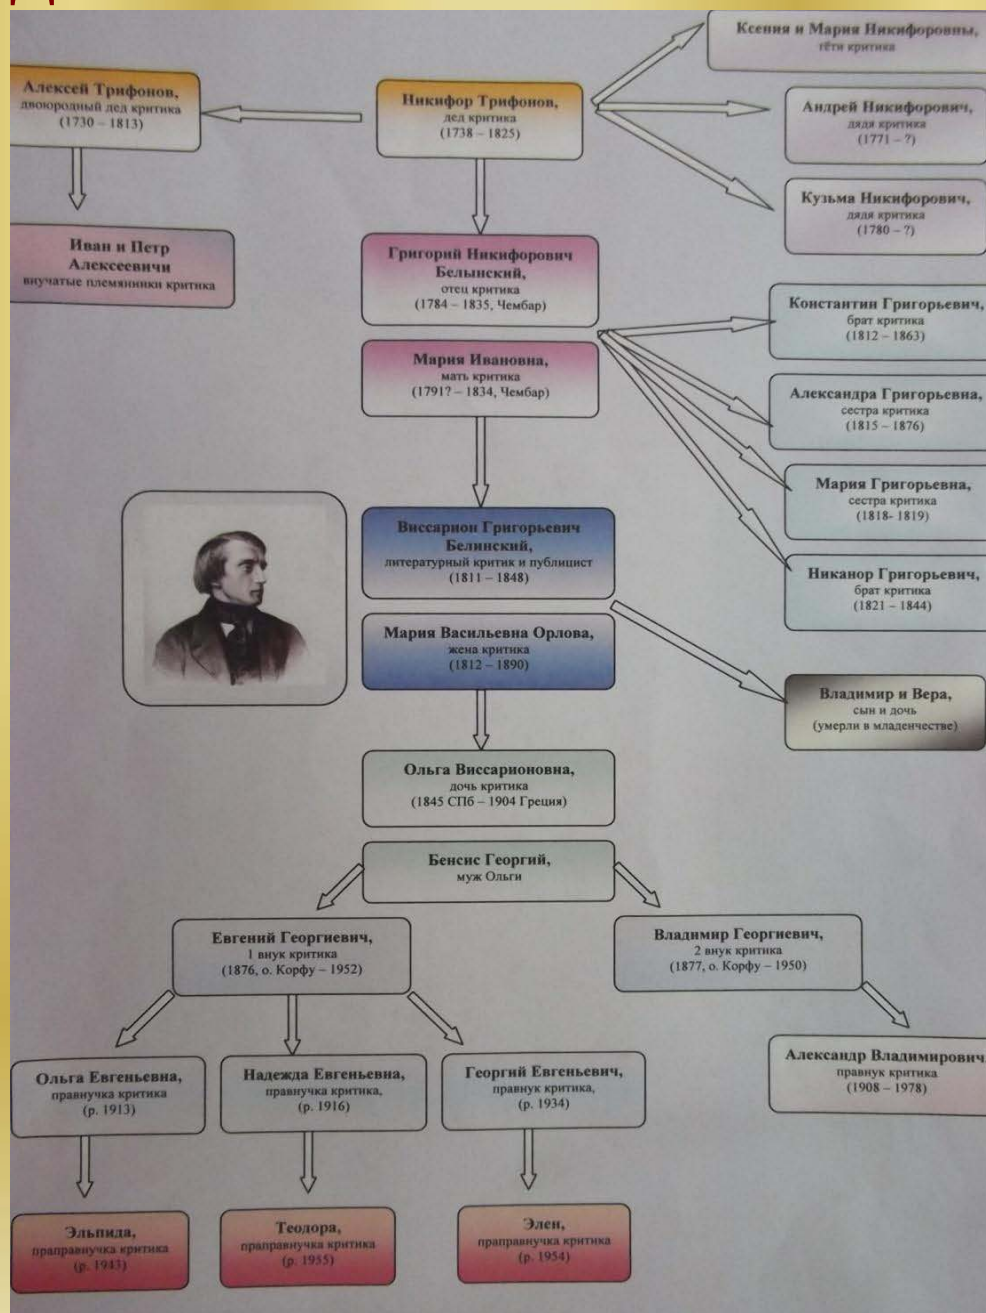 Ксения и Мария Никифоровны,
тёти критика
Алексей Трифонов,
двоюродный дед критика
(1730 – 1813)
Никифор Трифонов,
дед критика
(1738 – 1825)
Андрей Никифорович,
дядя критика
(1771 – ?)
Кузьма Никифорович,
дядя критика
(1780 – ?)
Иван и Петр
Алексеевичи
внучатые племянники критика
Григорий Никифорович
Белынский,
отец критика
(1784 – 1835, Чембар)
Мария Ивановна,
мать критика
(1791? – 1834, Чембар)
Константин Григорьевич,
брат критика
(1812 – 1863)
Александра Григорьевна,
сестра критика
(1815 – 1876)
Мария Григорьевна,
сестра критика
(1818- 1819)
Никанор Григорьевич,
брат критика
(1821 – 1844)
Виссарион Григорьевич
Белинский,
литературный критик и публицист
(1811 – 1848)
Мария Васильевна Орлова,
жена критика
(1812 – 1890)
Владимир и Вера,
сын и дочь
(умерли в младенчестве)
Ольга Виссарионовна,
дочь критика
(1845 СПб – 1904 Греция)
Бенсис Георгий,
муж Ольги
Евгений Георгиевич,
1 внук критика
(1876, о. Корфу – 1952)
Владимир Георгиевич,
2 внук критика
(1877, о. Корфу – 1950)
Ольга Евгеньевна,
правнучка критика
(р. 1913)
Надежда Евгеньевна,
правнучка критика,
(р. 1916)
Георгий Евгеньевич,
правнук критика,
(р. 1934)
Александр Владимирович
правнук критика
(1908 – 1978)
Эльпида,
праправнучка критика
(р. 1943)
Теодора,
праправнучка критика
(р. 1955)
Элен,
праправнучка критика
(р. 1954)